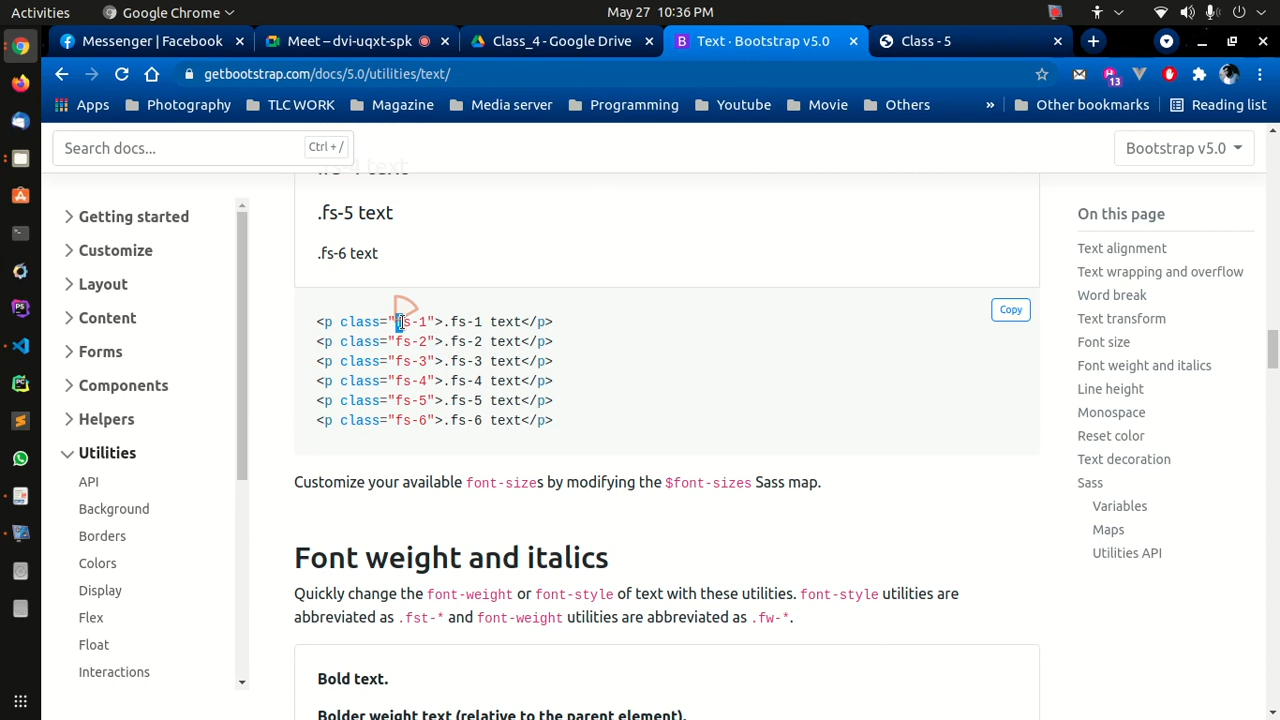 Activities
Google Chrome
May 27 10:36 PM
Messenger | Facebook
Meet – dvi-uqxt-spk
Class_4 - Google Drive
Text · Bootstrap v5.0
Class - 5
getbootstrap.com/docs/5.0/utilities/text/
13
Apps
Photography
TLC WORK
Magazine
Media server
Programming
Youtube
Movie
Others
»
Other bookmarks
Reading list
Search docs...
Ctrl + /
Bootstrap v5.0
Getting started
Customize
Layout
Content
Forms
Components
Helpers
Utilities
API
Background
Borders
Colors
Display
Flex
Float
Interactions
.fs-4 text
.fs-5 text
.fs-6 text
Copy
<p class="fs-1">.fs-1 text</p>
<p class="fs-2">.fs-2 text</p>
<p class="fs-3">.fs-3 text</p>
<p class="fs-4">.fs-4 text</p>
<p class="fs-5">.fs-5 text</p>
<p class="fs-6">.fs-6 text</p>
Customize your available font-sizes by modifying the $font-sizes Sass map.
Font weight and italics
Quickly change the font-weight or font-style of text with these utilities. font-style utilities are
abbreviated as .fst-* and font-weight utilities are abbreviated as .fw-*.
Bold text.
Bolder weight text (relative to the parent element).
On this page
Text alignment
Text wrapping and overflow
Word break
Text transform
Font size
Font weight and italics
Line height
Monospace
Reset color
Text decoration
Sass
Variables
Maps
Utilities API